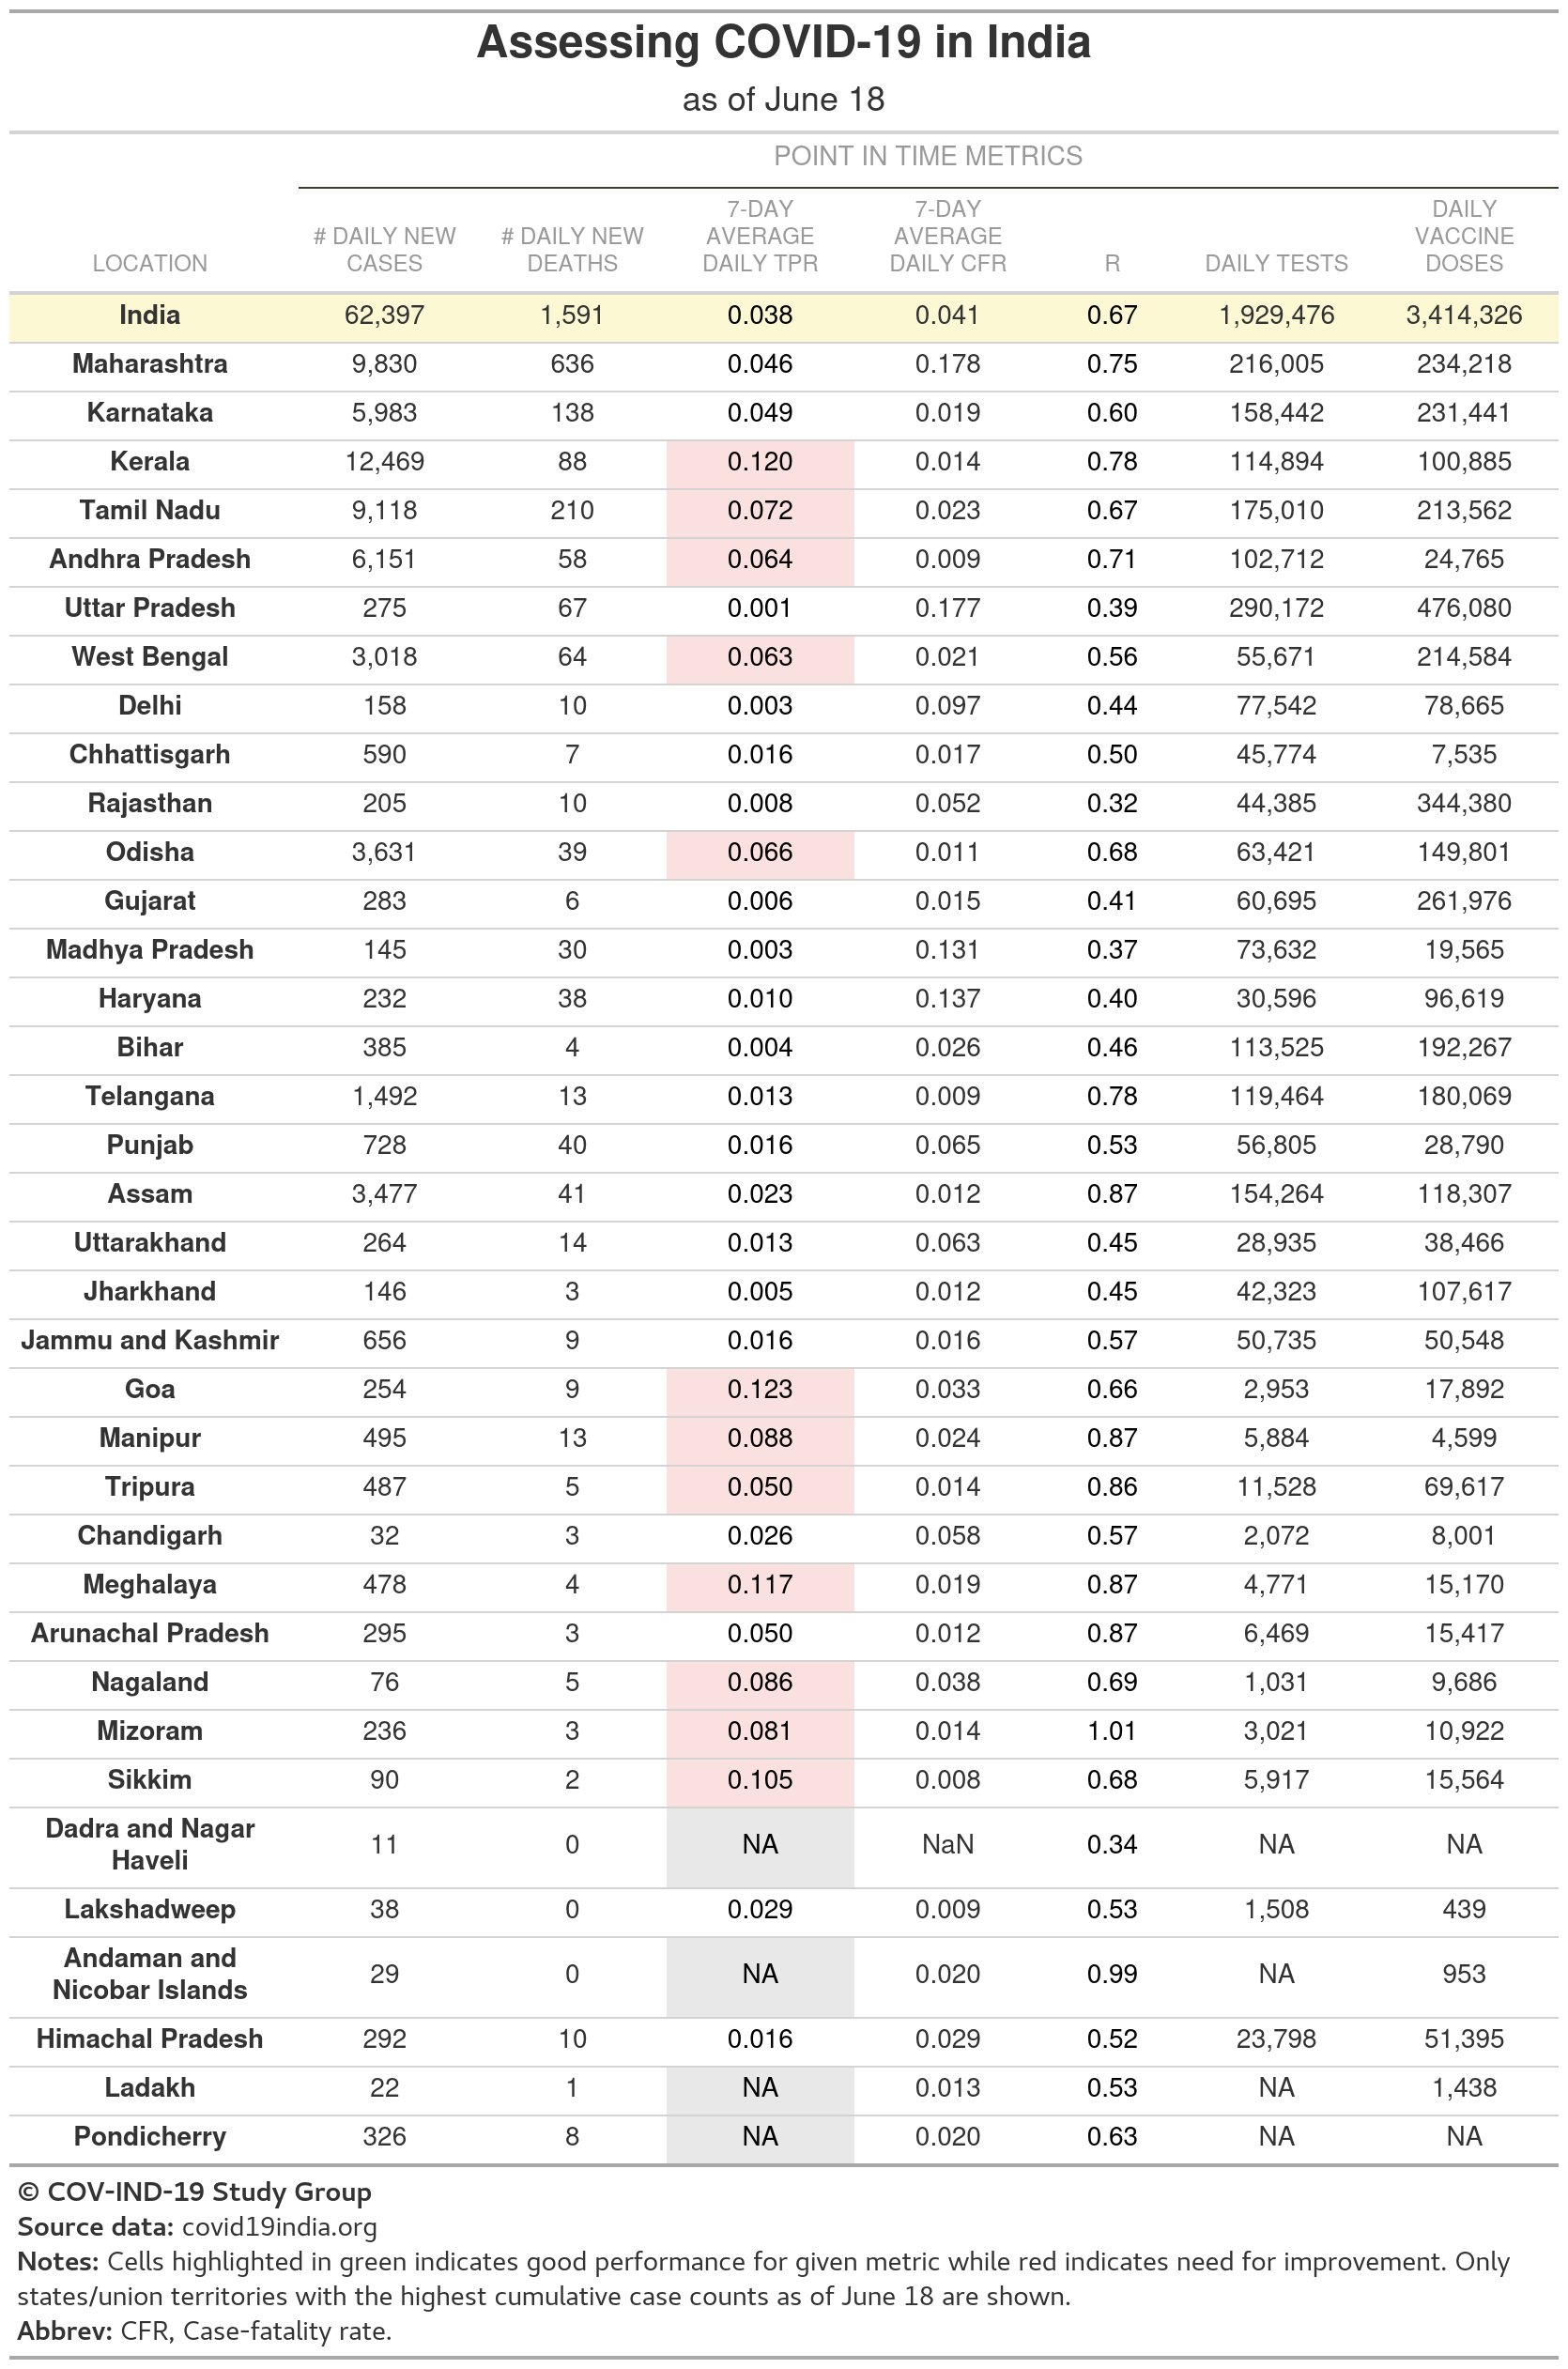 Assessing COVID-19 in India
as of June 18
POINT IN TIME METRICS
LOCATION # DAILY NEW CASES # DAILY NEW DEATHS 7-DAY AVERAGE DAILY TPR 7-DAY AVERAGE DAILY CFR R DAILY TESTS DAILY VACCINE DOSES
India 62,397 1,591 0.038 0.041 0.67 1,929,476 3,414,326
Maharashtra 9,830 636 0.046 0.178 0.75 216,005 234,218
Karnataka 5,983 138 0.049 0.019 0.60 158,442 231,441
Kerala 12,469 88 0.120 0.014 0.78 114,894 100,885
Tamil Nadu 9,118 210 0.072 0.023 0.67 175,010 213,562
Andhra Pradesh 6,151 58 0.064 0.009 0.71 102,712 24,765
Uttar Pradesh 275 67 0.001 0.177 0.39 290,172 476,080
West Bengal 3,018 64 0.063 0.021 0.56 55,671 214,584
Delhi 158 10 0.003 0.097 0.44 77,542 78,665
Chhattisgarh 590 7 0.016 0.017 0.50 45,774 7,535
Rajasthan 205 10 0.008 0.052 0.32 44,385 344,380
Odisha 3,631 39 0.066 0.011 0.68 63,421 149,801
Gujarat 283 6 0.006 0.015 0.41 60,695 261,976
Madhya Pradesh 145 30 0.003 0.131 0.37 73,632 19,565
Haryana 232 38 0.010 0.137 0.40 30,596 96,619
Bihar 385 4 0.004 0.026 0.46 113,525 192,267
Telangana 1,492 13 0.013 0.009 0.78 119,464 180,069
Punjab 728 40 0.016 0.065 0.53 56,805 28,790
Assam 3,477 41 0.023 0.012 0.87 154,264 118,307
Uttarakhand 264 14 0.013 0.063 0.45 28,935 38,466
Jharkhand 146 3 0.005 0.012 0.45 42,323 107,617
Jammu and Kashmir 656 9 0.016 0.016 0.57 50,735 50,548
Goa 254 9 0.123 0.033 0.66 2,953 17,892
Manipur 495 13 0.088 0.024 0.87 5,884 4,599
Tripura 487 5 0.050 0.014 0.86 11,528 69,617
Chandigarh 32 3 0.026 0.058 0.57 2,072 8,001
Meghalaya 478 4 0.117 0.019 0.87 4,771 15,170
Arunachal Pradesh 295 3 0.050 0.012 0.87 6,469 15,417
Nagaland 76 5 0.086 0.038 0.69 1,031 9,686
Mizoram 236 3 0.081 0.014 1.01 3,021 10,922
Sikkim 90 2 0.105 0.008 0.68 5,917 15,564
Dadra and Nagar Haveli 11 0 NA NaN 0.34 NA NA
Lakshadweep 38 0 0.029 0.009 0.53 1,508 439
Andaman and Nicobar Islands 29 0 NA 0.020 0.99 NA 953
Himachal Pradesh 292 10 0.016 0.029 0.52 23,798 51,395
Ladakh 22 1 NA 0.013 0.53 NA 1,438
Pondicherry 326 8 NA 0.020 0.63 NA NA
© COV-IND-19 Study Group
Source data: covid19india.org
Notes: Cells highlighted in green indicates good performance for given metric while red indicates need for improvement. Only
states/union territories with the highest cumulative case counts as of June 18 are shown.
Abbrev: CFR, Case-fatality rate.